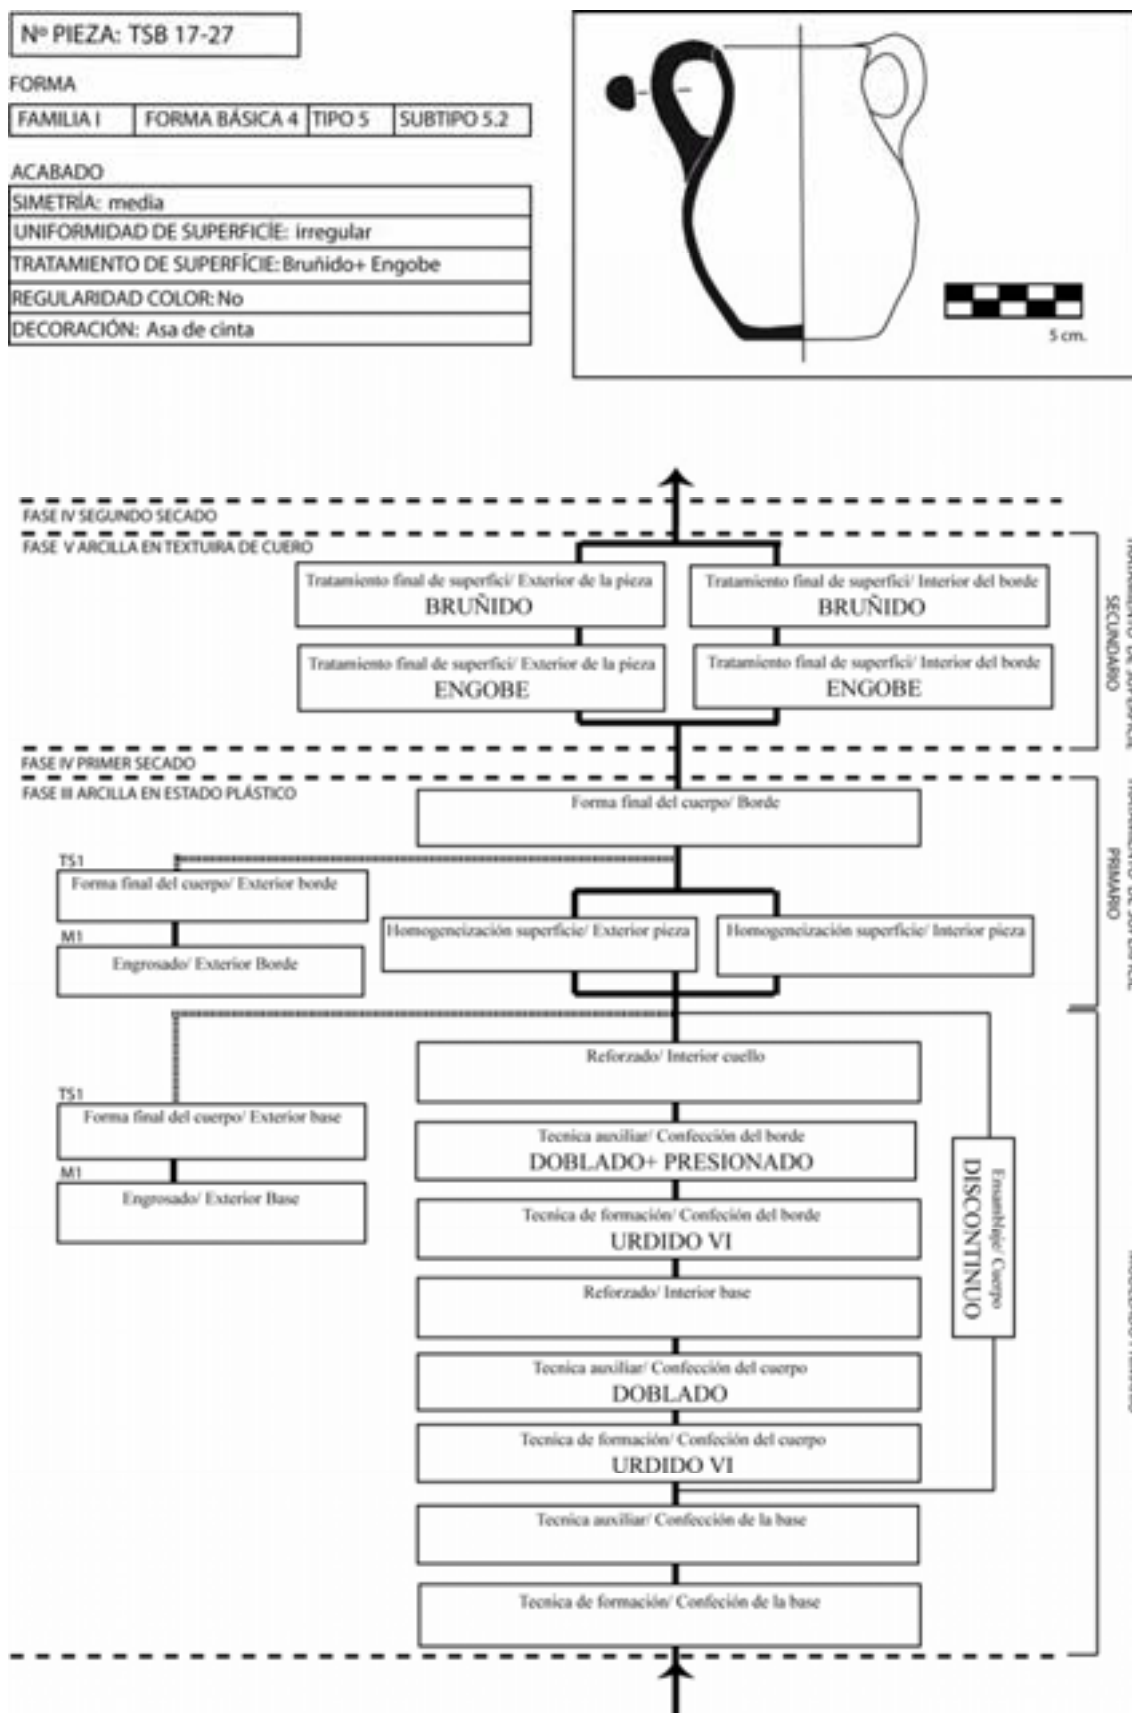 Nº PIEZA: TSB 17-27
FORMA
FAMILIA I FORMA BÁSICA 4 TIPO 5 SUBTIPO 5.2
ACABADO
SIMETRÍA: media
UNIFORMIDAD DE SUPERFICÍE: irregular
TRATAMIENTO DE SUPERFÍCIE: Bruñido+ Engobe
REGULARIDAD COLOR: No
DECORACIÓN: Asa de cinta
5 cm.
FASE IV SEGUNDO SECADO
FASE V ARCILLA EN TEXTUIRA DE CUERO
Tratamiento final de superfici/ Exterior de la pieza
BRUÑIDO
Tratamiento final de superfici/ Interior del borde
BRUÑIDO
Tratamiento final de superfici/ Exterior de la pieza
ENGOBE
Tratamiento final de superfici/ Interior del borde
ENGOBE
SECUNDARIO
FASE IV PRIMER SECADO
FASE III ARCILLA EN ESTADO PLÁSTICO
Forma final del cuerpo/ Borde
TS1
Forma final del cuerpo/ Exterior borde
M1
Engrosado/ Exterior Borde
Homogeneización superficie/ Exterior pieza
Homogeneización superficie/ Interior pieza
PRIMARIO
Reforzado/ Interior cuello
TS1
Forma final del cuerpo/ Exterior base
M1
Engrosado/ Exterior Base
Tecnica auxiliar/ Confección del borde
DOBLADO+ PRESIONADO
Tecnica de formación/ Confeción del borde
URDIDO VI
Reforzado/ Interior base
Tecnica auxiliar/ Confección del cuerpo
DOBLADO
Tecnica de formación/ Confeción del cuerpo
URDIDO VI
Ensamblaje/ Cuerpo
DISCONTINUO
Tecnica auxiliar/ Confección de la base
Tecnica de formación/ Confeción de la base